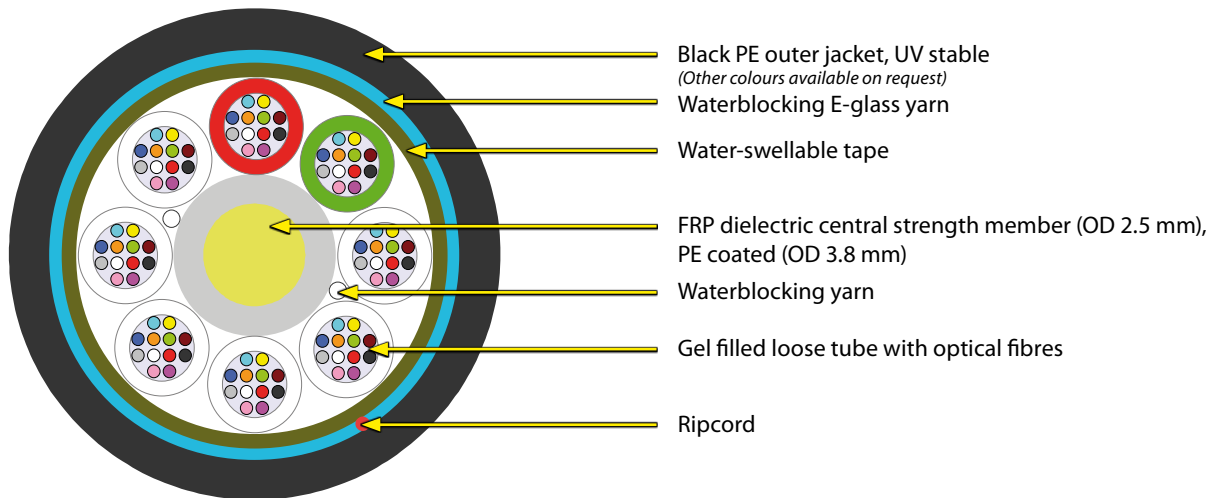 Black PE outer jacket, UV stable
(Other colours available on request)
Waterblocking E-glass yarn
Water-swellable tape
FRP dielectric central strength member (OD 2.5 mm),
PE coated (OD 3.8 mm)
Waterblocking yarn
Gel filled loose tube with optical fibres
Ripcord